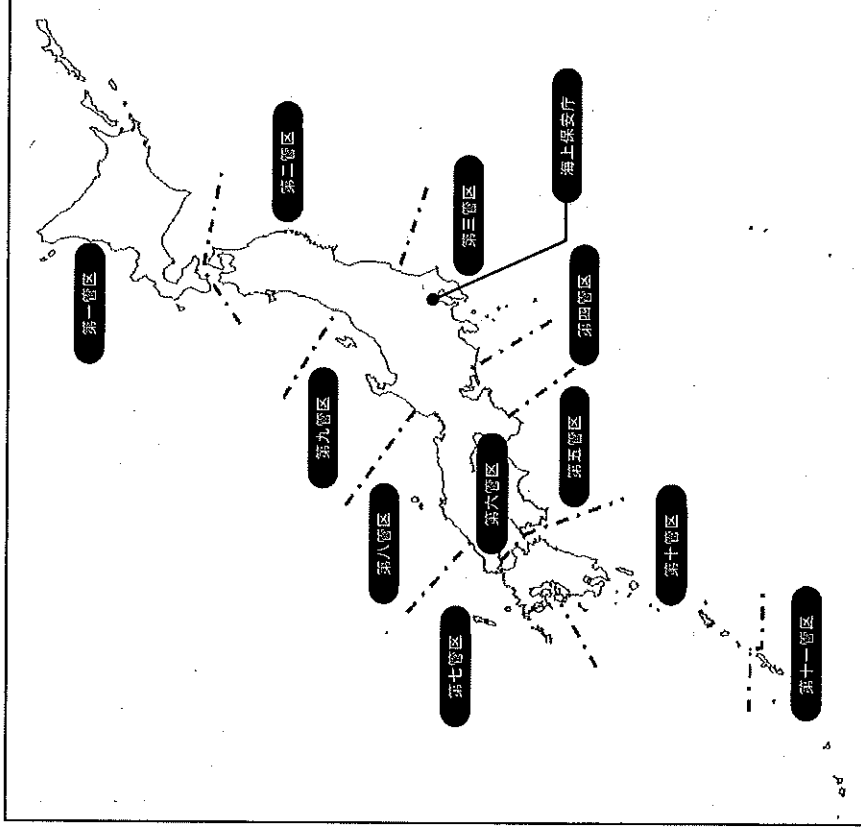 第一管区
第二管区
第三管区
海上保安庁
第四管区
第九管区
第五管区
第六管区
第八管区
第十管区
第七管区
第十一管区